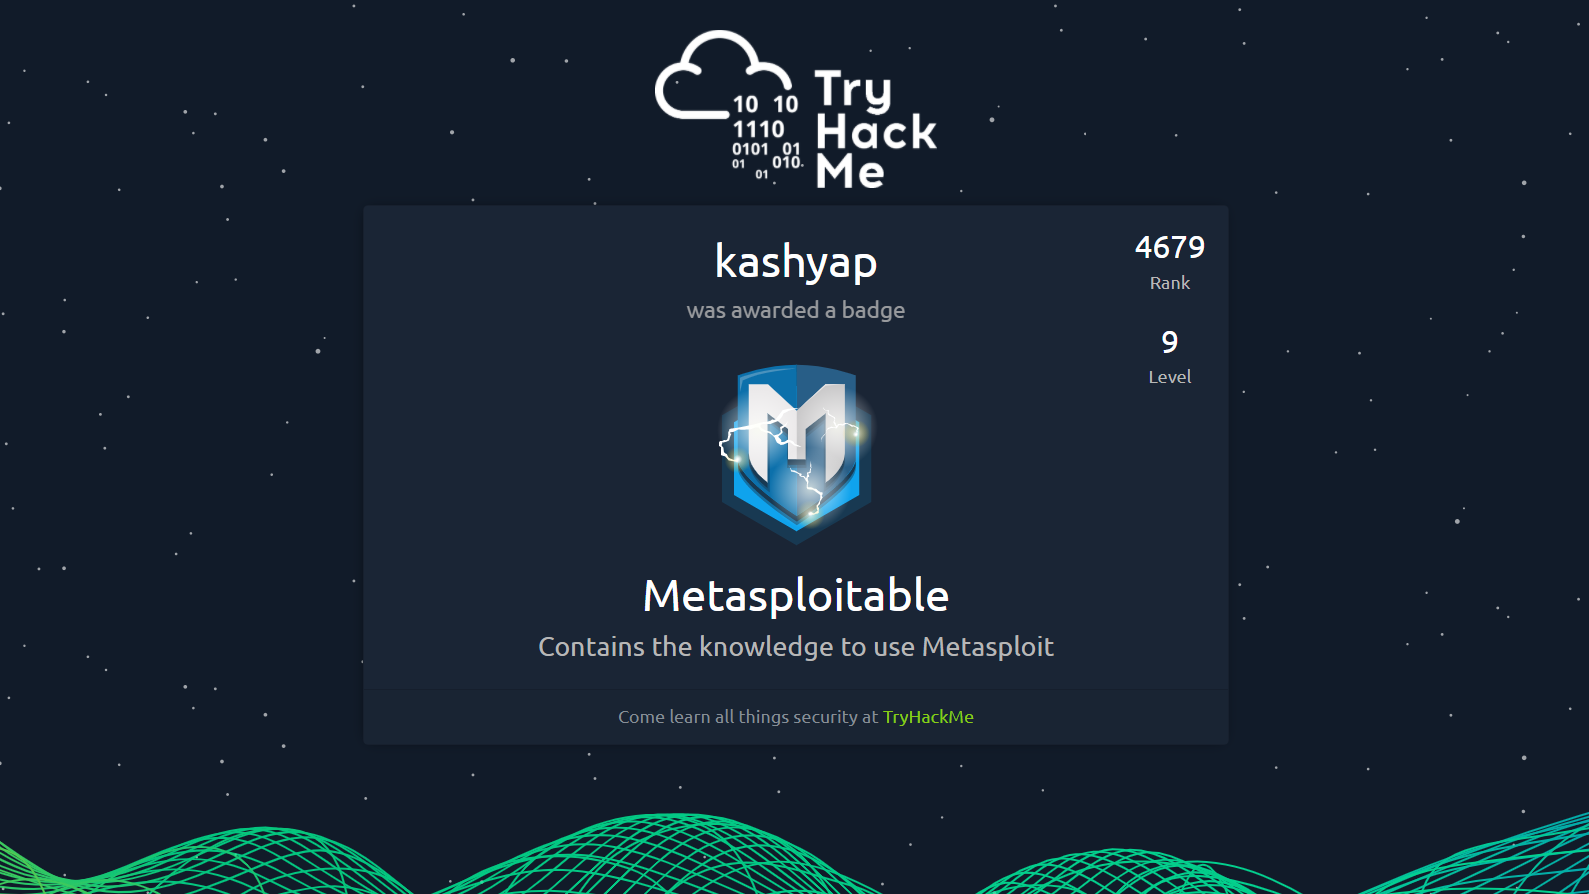 10 10
1110
0101 01
01 010
01
Try
Hack
Me
kashyap
was awarded a badge
4679
Rank
9
Level
Metasploitable
Contains the knowledge to use Metasploit
Come learn all things security at TryHackMe